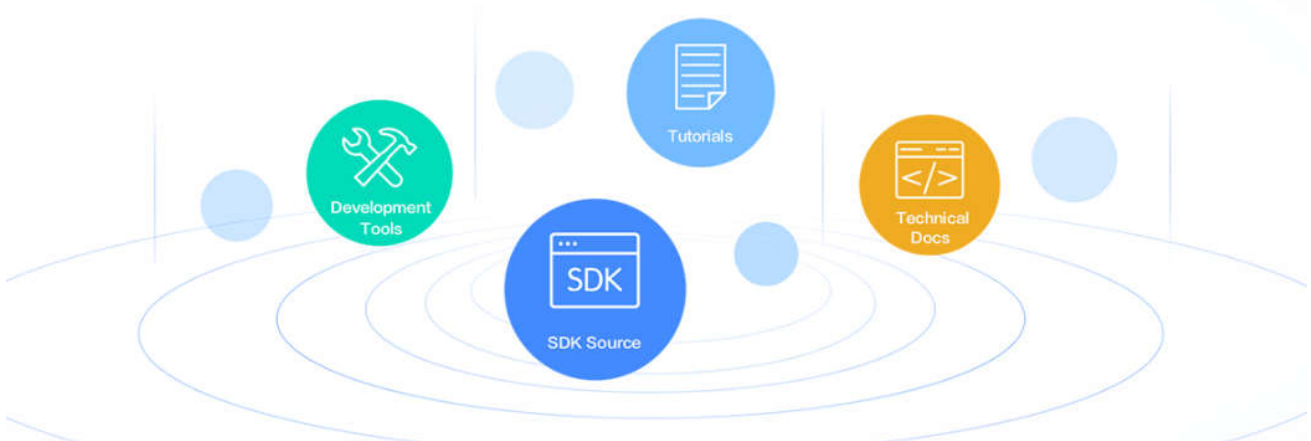 Tutorials
Development
Tools
Technical
Docs
SDK
SDK Source
</>